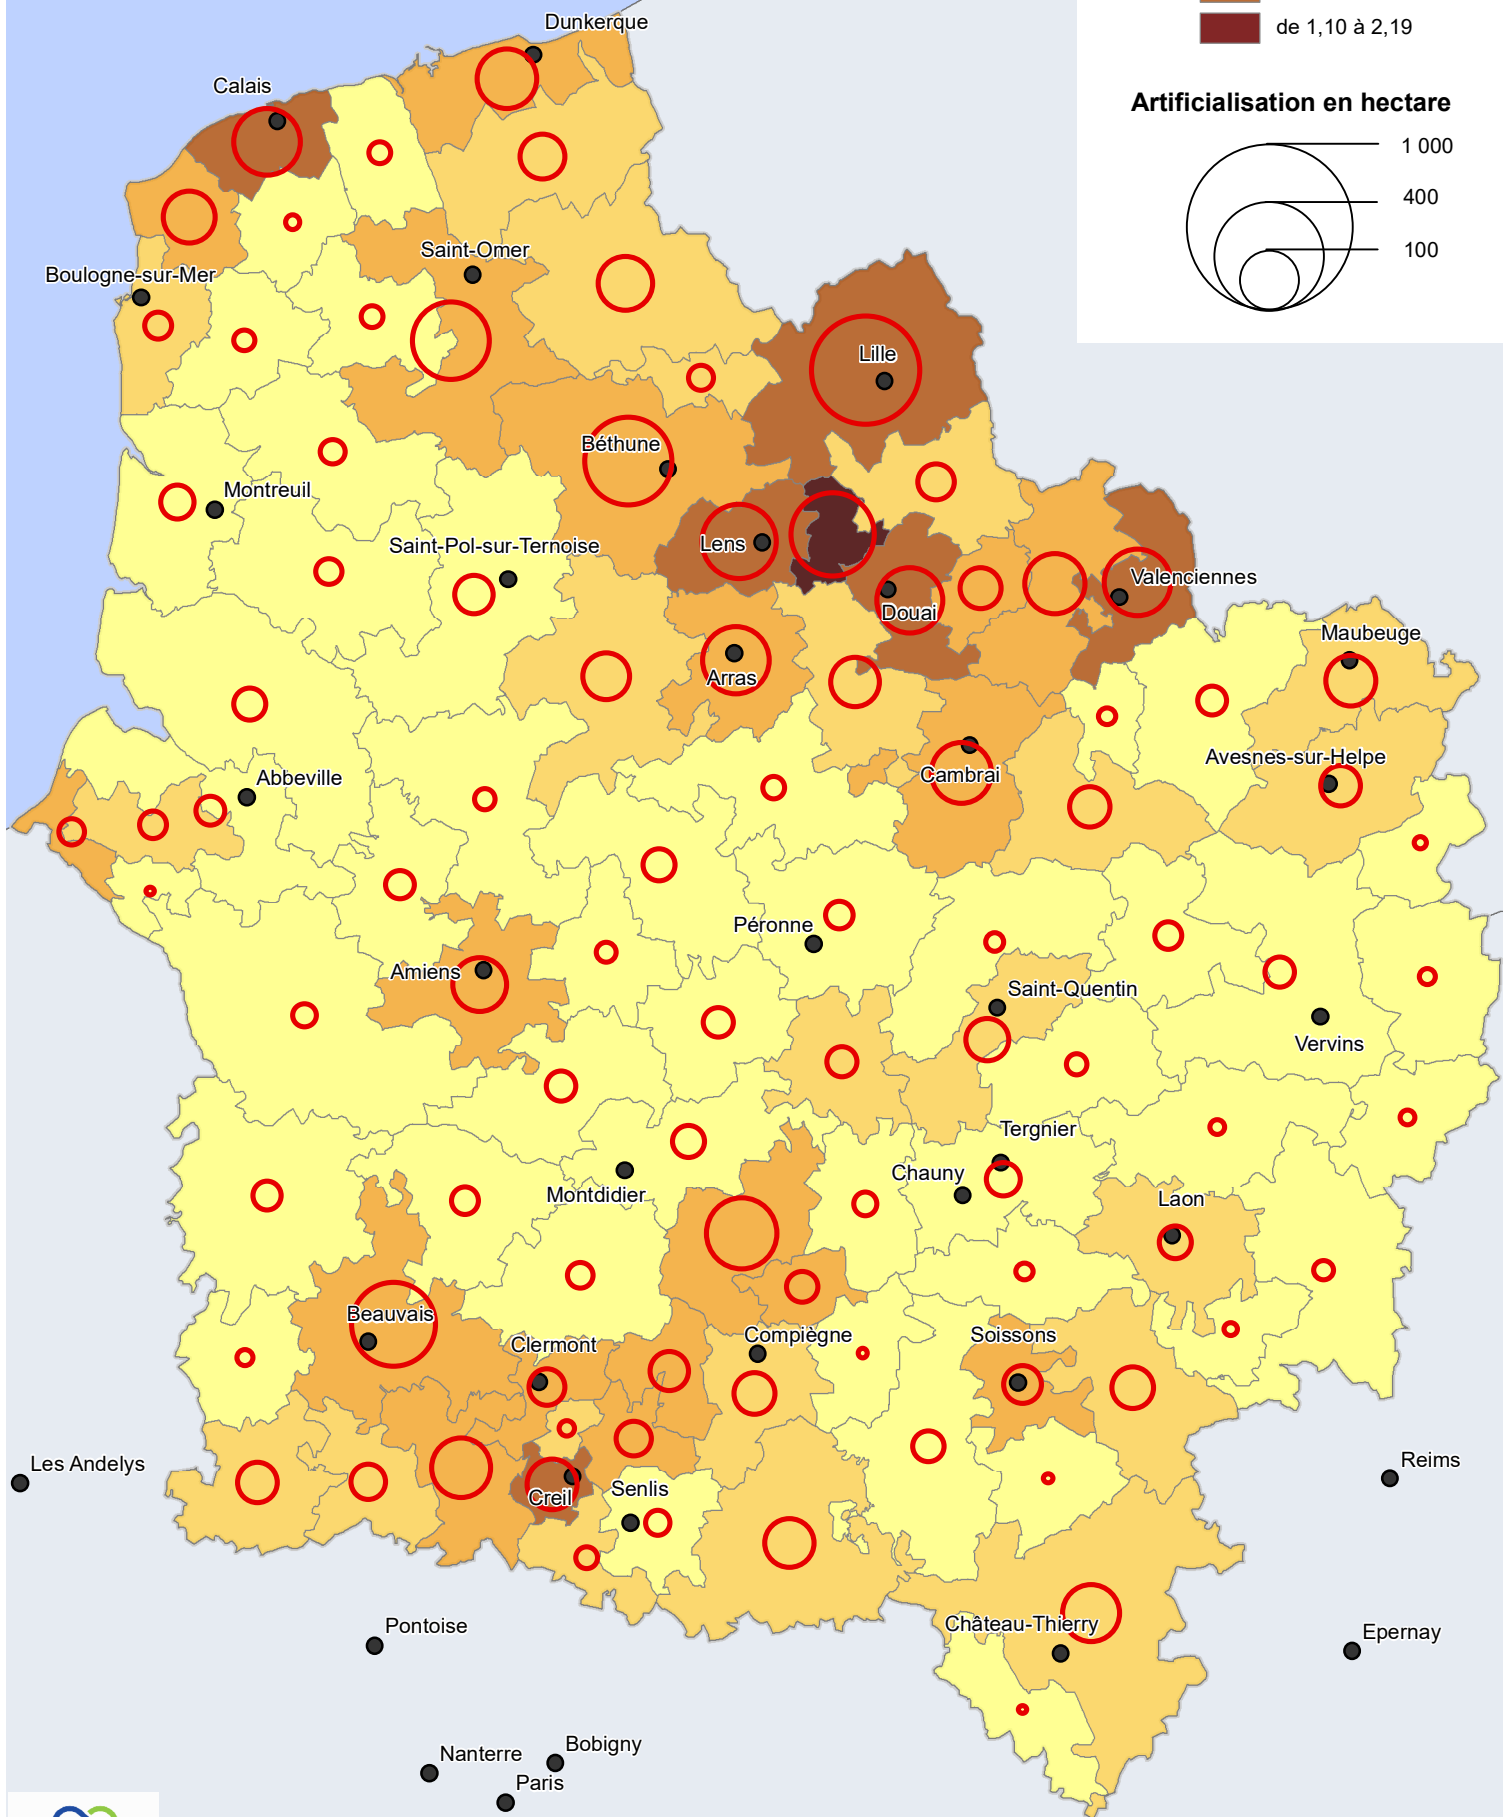 de 1,10 à 2,19
Artificialisation en hectare
1 000
400
100
Dunkerque
Calais
Saint-Omer
Boulogne-sur-Mer
Lille
Béthune
Montreuil
Lens
Saint-Pol-sur-Ternoise
Valenciennes
Douai
Maubeuge
Arras
Avesnes-sur-Helpe
Cambrai
Abbeville
Péronne
Amiens
Saint-Quentin
Vervins
Tergnier
Chauny
Montdidier
Laon
Beauvais
Clermont
Compiègne
Soissons
Les Andelys
Reims
Creil
Senlis
Château-Thierry
Pontoise
Epernay
Bobigny
Nanterre
Paris